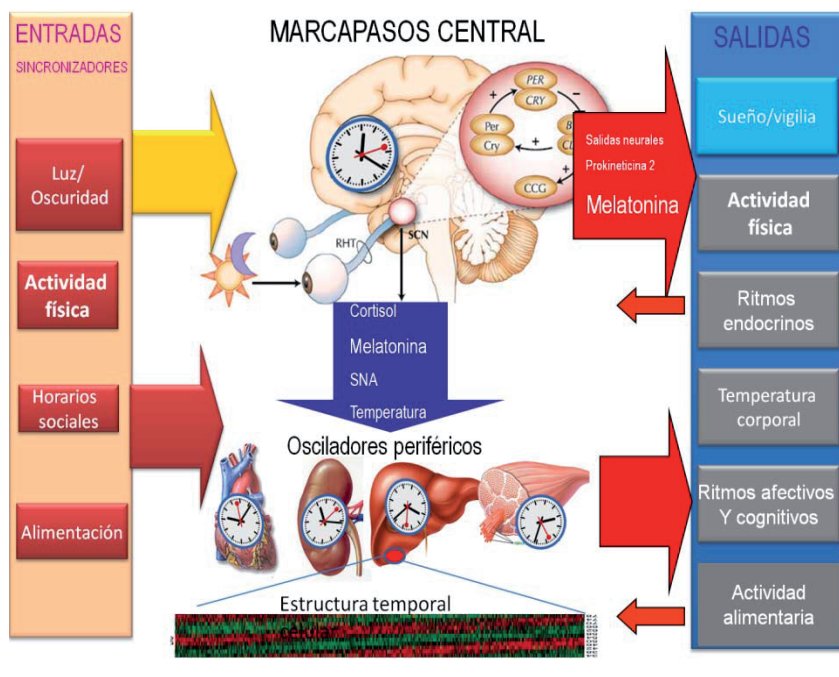 ENTRADAS
SINCRONIZADORES
Luz/
Oscuridad
Actividad
física
Horarios
sociales
Alimentación
MARCAPASOS CENTRAL
PER
CRY
+
−
Per
Cry
+
+
CCG
RHT
SCN
Salidas neurales
Prokineticina 2
Melatonina
Cortisol
Melatonina
SNA
Temperatura
Osciladores periféricos
Estructura temporal
SALIDAS
Sueño/vigilia
Actividad
física
Ritmos
endocrinos
Temperatura
corporal
Ritmos afectivos
Y cognitivos
Actividad
alimentaria